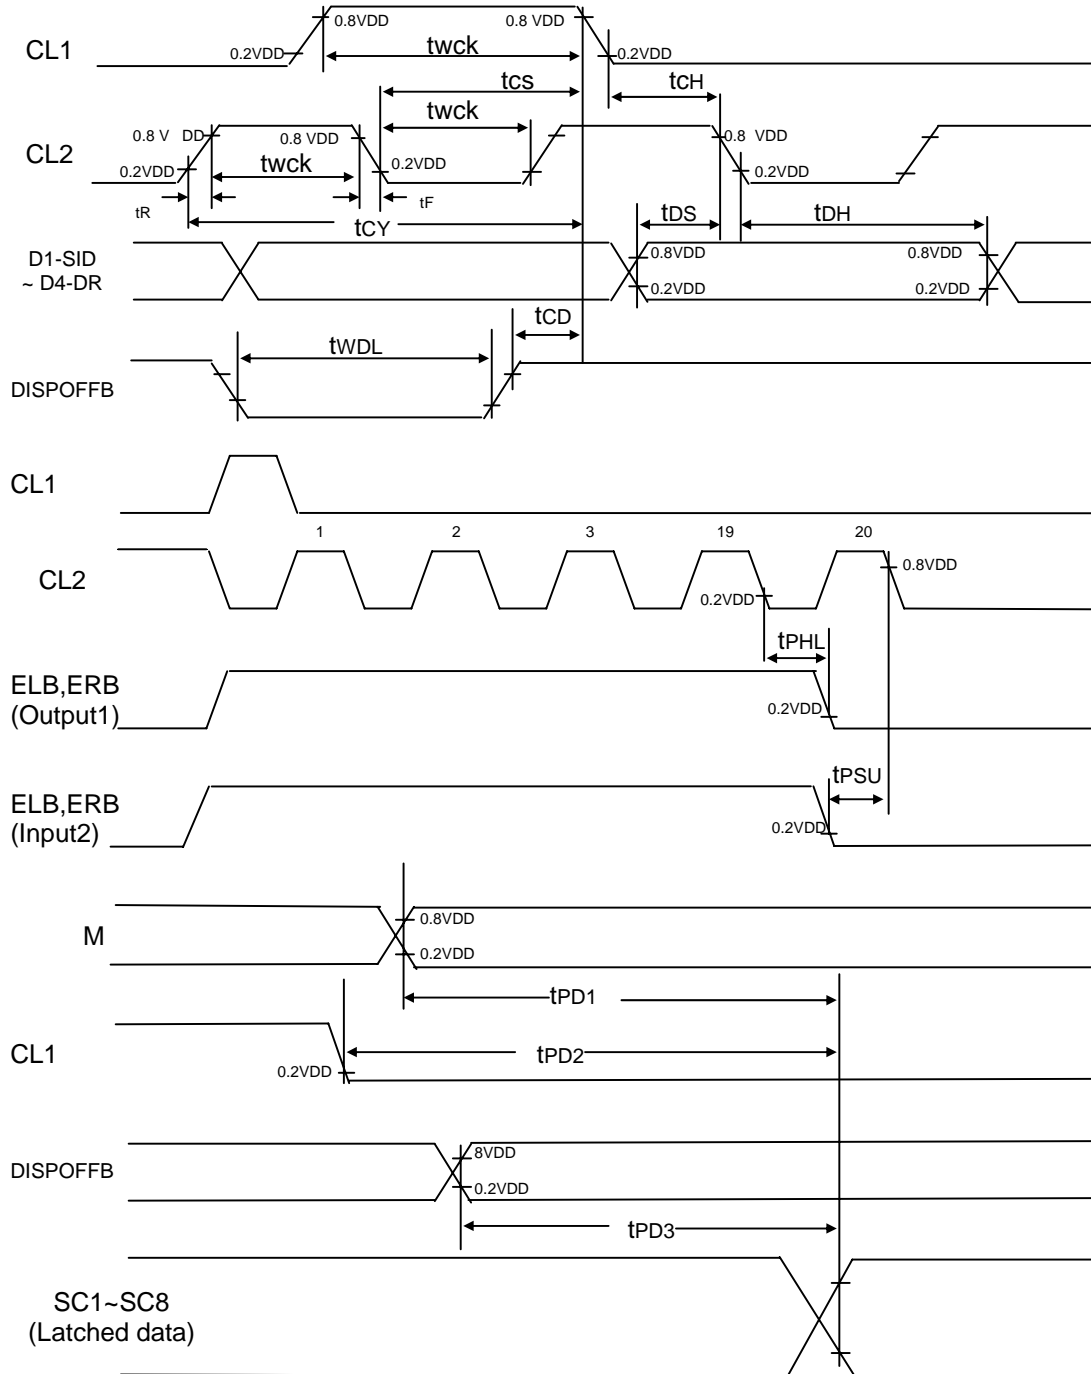 0.8VDD
0.8 VDD
CL1
0.2VDD
twck
0.2VDD
tcs
tCH
twck
0.8 V DD
0.8 VDD
0.8 VDD
CL2
0.2VDD
twck
0.2VDD
0.2VDD
tR
tF
tCY
tDS
tDH
D1-SID
~ D4-DR
0.8VDD
0.8VDD
0.2VDD
0.2VDD
tCD
tWDL
DISPOFFB
CL1
1
2
3
19
20
CL2
0.8VDD
0.2VDD
tPHL
ELB,ERB
(Output1)
0.2VDD
tPSU
ELB,ERB
(Input2)
0.2VDD
0.8VDD
M
0.2VDD
tPD1
CL1
tPD2
0.2VDD
8VDD
DISPOFFB
0.2VDD
tPD3
SC1~SC8
(Latched data)